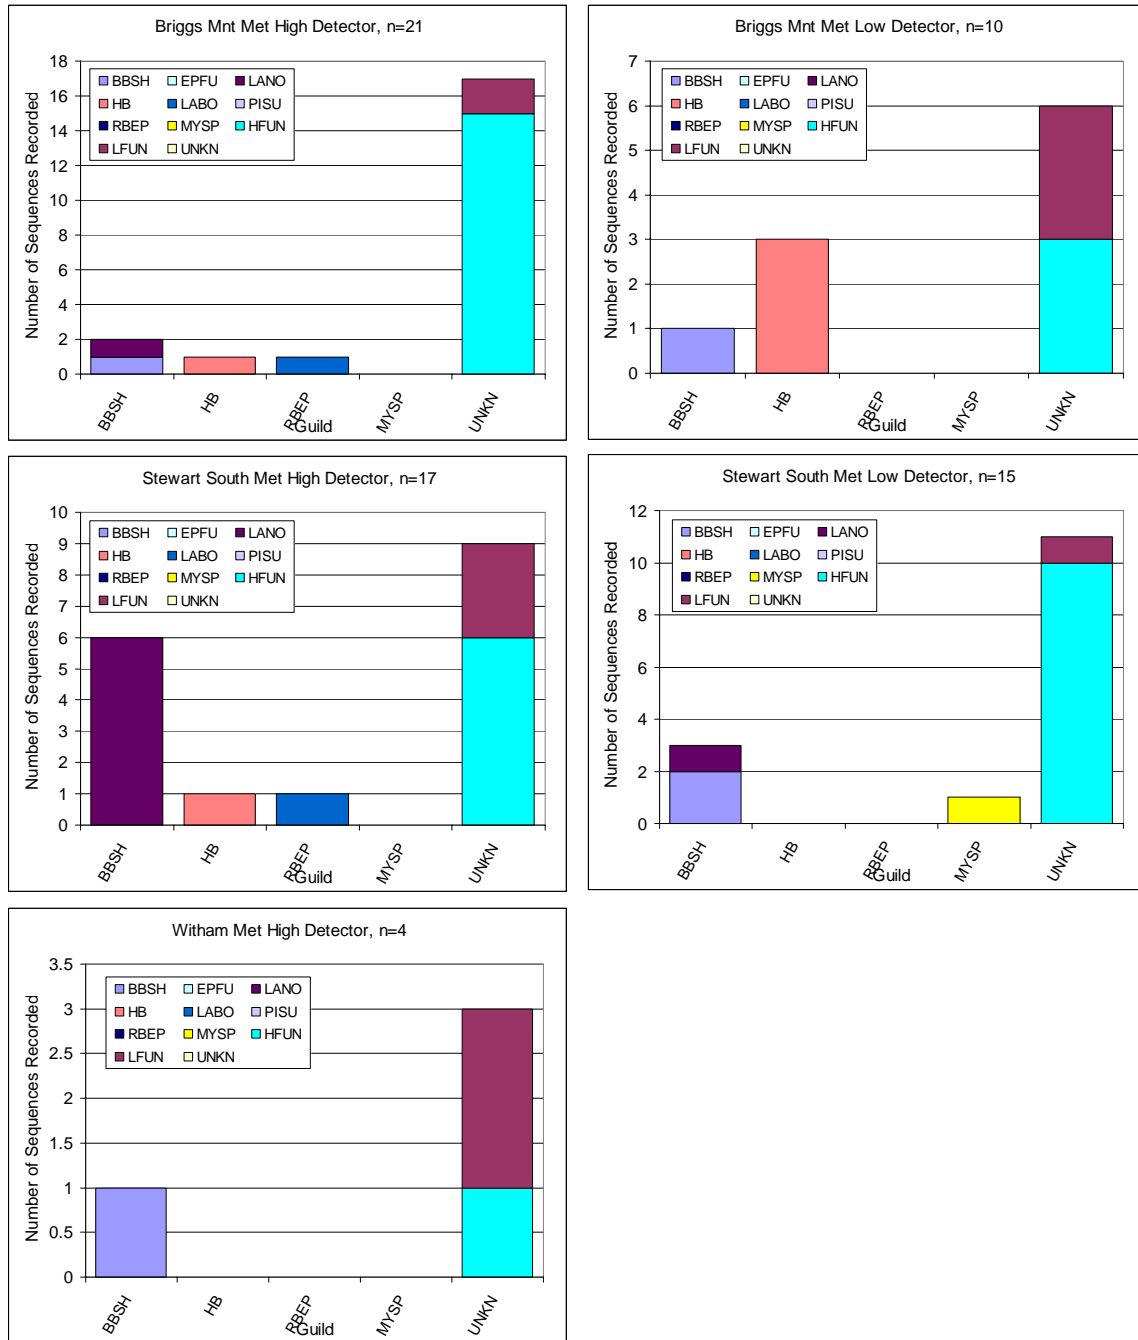 Briggs Mnt Met High Detector, n=21
Number of Sequences Recorded
18
16
14
12
10
8
6
4
2
0
BBSH EPFU LANO
HB LABO PISU
RBEP MYSP HFUN
LFUN UNKN
BBSH HB RBEP MYSP UNKN
Guild
Briggs Mnt Met Low Detector, n=10
Number of Sequences Recorded
7
6
5
4
3
2
1
0
BBSH EPFU LANO
HB LABO PISU
RBEP MYSP HFUN
LFUN UNKN
BBSH HB RBEP MYSP UNKN
Guild
Stewart South Met High Detector, n=17
Number of Sequences Recorded
10
9
8
7
6
5
4
3
2
1
0
BBSH EPFU LANO
HB LABO PISU
RBEP MYSP HFUN
LFUN UNKN
BBSH HB RBEP MYSP UNKN
Guild
Stewart South Met Low Detector, n=15
Number of Sequences Recorded
12
10
8
6
4
2
0
BBSH EPFU LANO
HB LABO PISU
RBEP MYSP HFUN
LFUN UNKN
BBSH HB RBEP MYSP UNKN
Guild
Witham Met High Detector, n=4
Number of Sequences Recorded
3.5
3
2.5
2
1.5
1
0.5
0
BBSH EPFU LANO
HB LABO PISU
RBEP MYSP HFUN
LFUN UNKN
BBSH HB RBEP MYSP UNKN
Guild